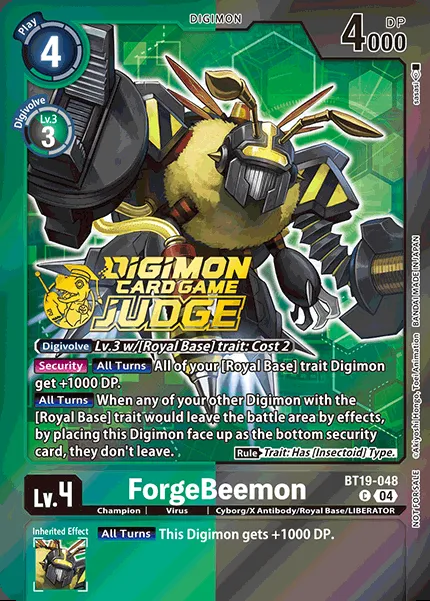 DIGIMON
Play
4
4000 DP
Digivolve
Lv.3
3
sasasi
DIGIMON
CARD GAME
JUDGE
Digivolve Lv.3 w/[Royal Base] trait: Cost 2
Security All Turns All of your [Royal Base] trait Digimon
get +1000 DP.
All Turns When any of your other Digimon with the
[Royal Base] trait would leave the battle area by effects,
by placing this Digimon face up as the bottom security
card, they don't leave.
Rule Trait: Has [Insectoid] Type.
©Akiyoshi Hongo, Toei Animation BANDAI MADE IN JAPAN
NOT FOR SALE
Lv.4
ForgeBeemon
BT19-048
04
Champion Virus Cyborg/X Antibody/Royal Base/LIBERATOR
Inherited Effect
All Turns This Digimon gets +1000 DP.